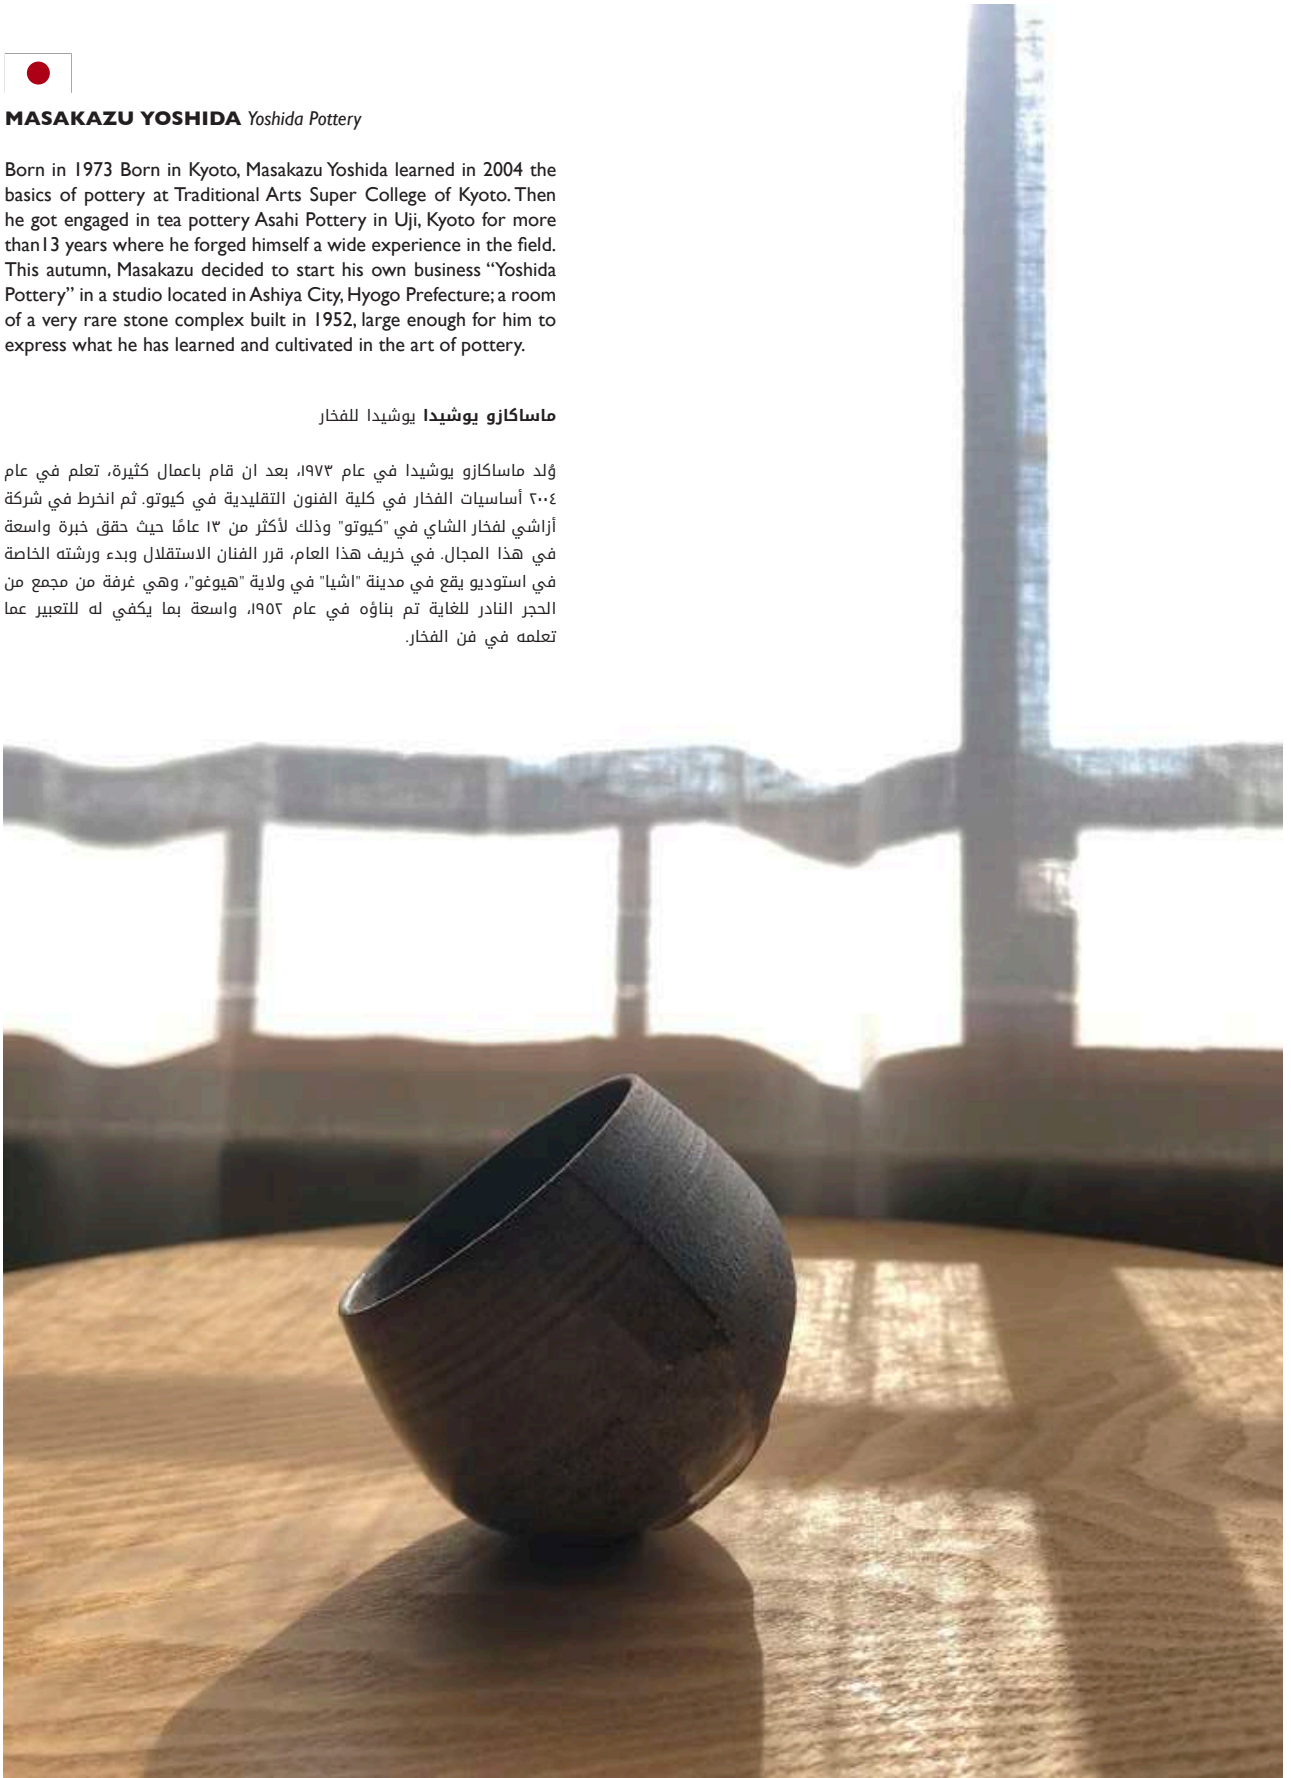 MASAKAZU YOSHIDA Yoshida Pottery
Born in 1973 Born in Kyoto, Masakazu Yoshida learned in 2004 the
basics of pottery at Traditional Arts Super College of Kyoto. Then
he got engaged in tea pottery Asahi Pottery in Uji, Kyoto for more
than13 years where he forged himself a wide experience in the field.
This autumn, Masakazu decided to start his own business “Yoshida
Pottery” in a studio located in Ashiya City, Hyogo Prefecture; a room
of a very rare stone complex built in 1952, large enough for him to
express what he has learned and cultivated in the art of pottery.
ماساكازو يوشيدا يوشيدا للفخار
وُلد ماساكازو يوشيدا في عام ١٩٧٣، بعد ان قام باعمال كثيرة، تعلم في عام
٢٠٠٤ أساسيات الفخار في كلية الفنون التقليدية في كيوتو. ثم انخرط في شركة
أزاشي لفخار الشاي في "كيوتو" وذلك لأكثر من ١٣ عامًا حيث حقق خبرة واسعة
في هذا المجال. في خريف هذا العام، قرر الفنان الاستقلال وبدء ورشته الخاصة
في استوديو يقع في مدينة "اشيا" في ولاية "هيوغو"، وهي غرفة من مجمع من
الحجر النادر للغاية تم بناؤه في عام ١٩٥٢، واسعة بما يكفي له للتعبير عما
تعلمه في فن الفخار.